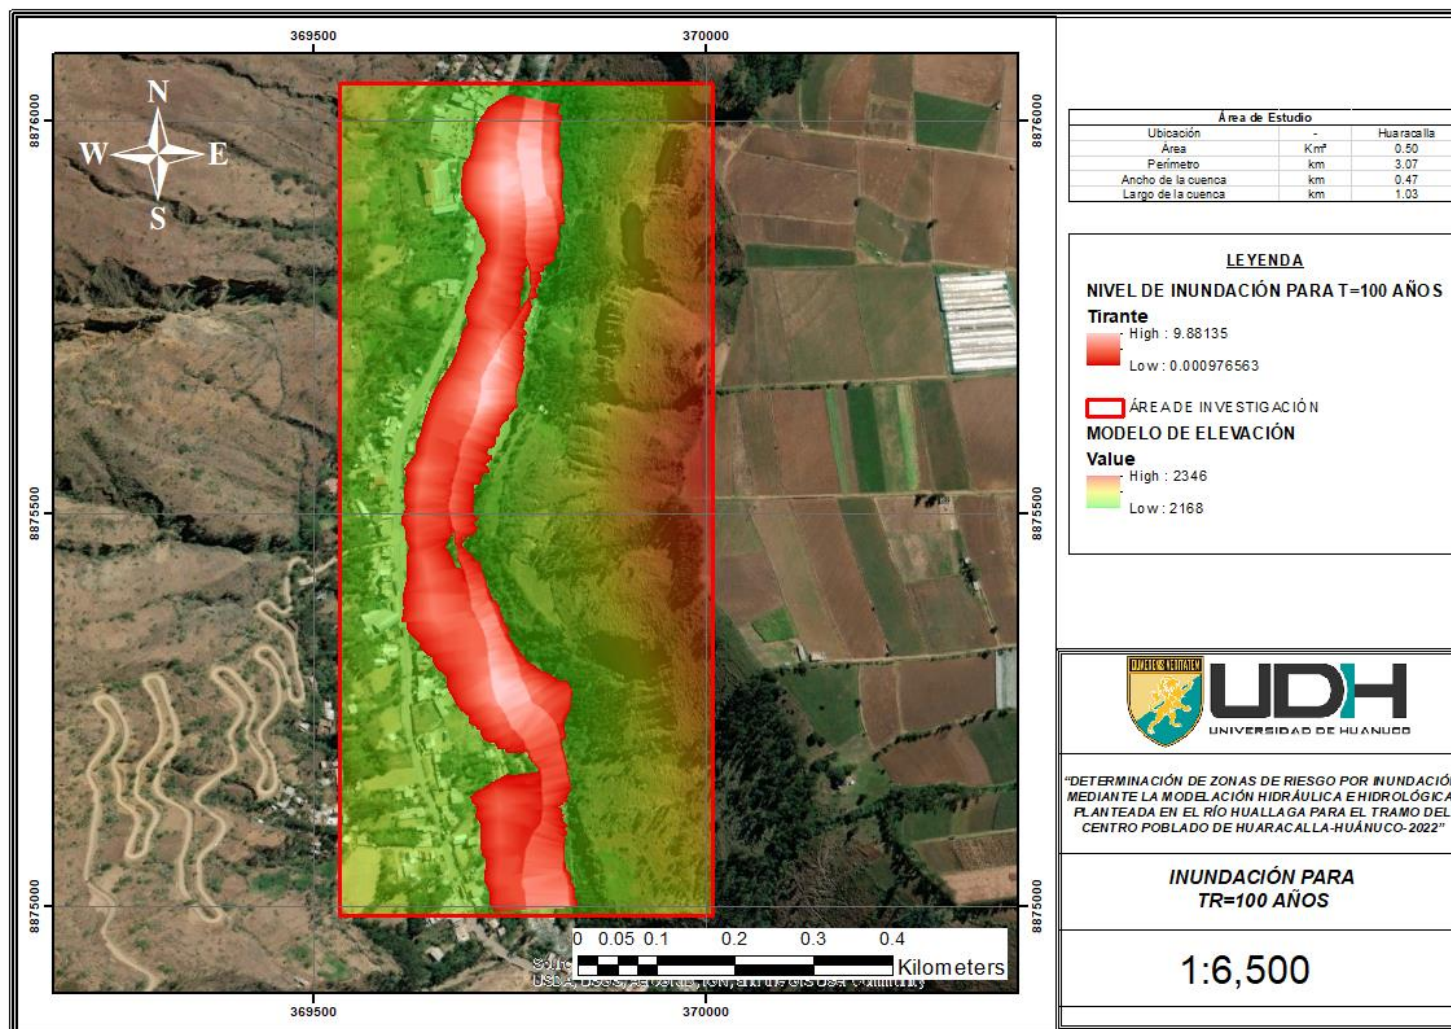 369500 370000
8876000 8876000
N
W E
S
8875500 8875500
8875000 8875000
0 0.05 0.1 0.2 0.3 0.4
Kilometers
369500 370000
Área de Estudio
Ubicación - Huaracalla
Área Km² 0.50
Perímetro km 3.07
Ancho de la cuenca km 0.47
Largo de la cuenca km 1.03
LEYENDA
NIVEL DE INUNDACIÓN PARA T=100 AÑOS
Tirante
High : 9.88135
Low : 0.000976563
ÁREA DE INVESTIGACIÓN
MODELO DE ELEVACIÓN
Value
High : 2346
Low : 2168
UDH
UNIVERSIDAD DE HUANUCO
"DETERMINACIÓN DE ZONAS DE RIESGO POR INUNDACIÓN
MEDIANTE LA MODELACIÓN HIDRÁULICA E HIDROLÓGICA
PLANTEADA EN EL RÍO HUALLAGA PARA EL TRAMO DEL
CENTRO POBLADO DE HUARACALLA-HUÁNUCO-2022"
INUNDACIÓN PARA
TR=100 AÑOS
1:6,500